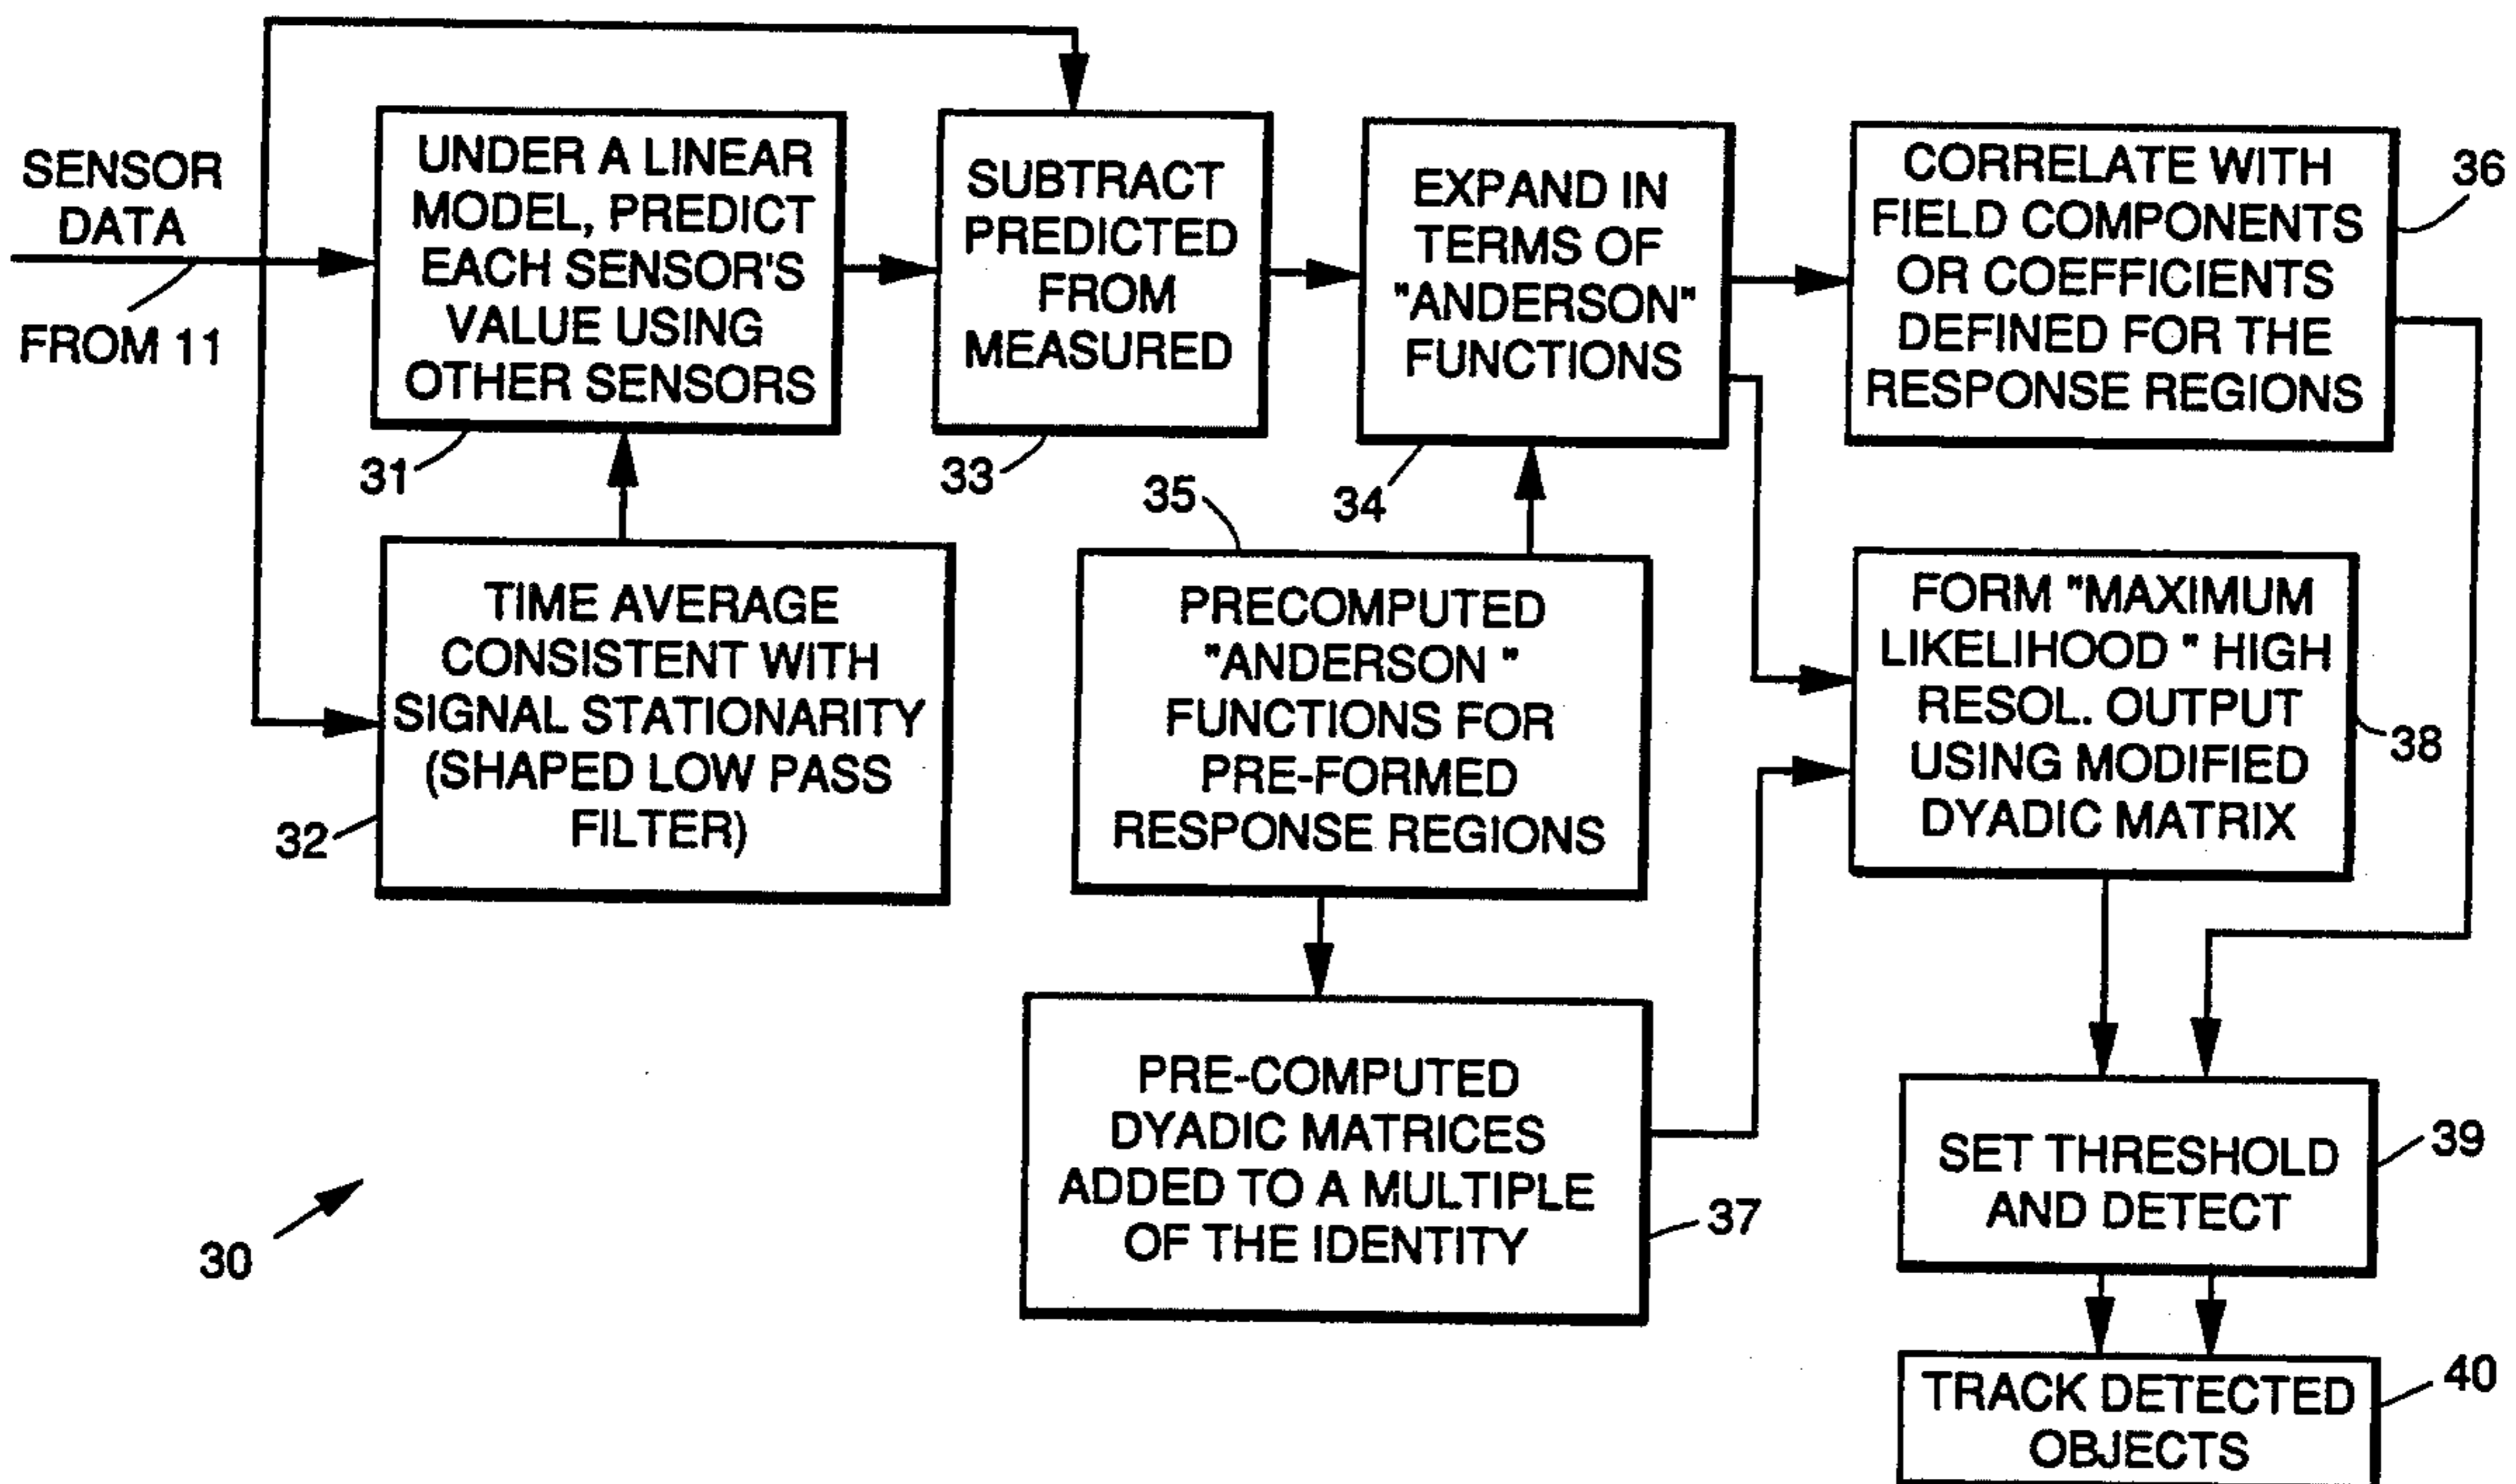 SENSOR
DATA
FROM 11
UNDER A LINEAR
MODEL, PREDICT
EACH SENSOR'S
VALUE USING
OTHER SENSORS
31
SUBTRACT
PREDICTED
FROM
MEASURED
33
EXPAND IN
TERMS OF
"ANDERSON"
FUNCTIONS
34
CORRELATE WITH
FIELD COMPONENTS
OR COEFFICIENTS
DEFINED FOR THE
RESPONSE REGIONS
36
TIME AVERAGE
CONSISTENT WITH
SIGNAL STATIONARITY
(SHAPED LOW PASS
FILTER)
32
35
PRECOMPUTED
"ANDERSON "
FUNCTIONS FOR
PRE-FORMED
RESPONSE REGIONS
FORM "MAXIMUM
LIKELIHOOD " HIGH
RESOL. OUTPUT
USING MODIFIED
DYADIC MATRIX
38
PRE-COMPUTED
DYADIC MATRICES
ADDED TO A MULTIPLE
OF THE IDENTITY
37
SET THRESHOLD
AND DETECT
39
30
TRACK DETECTED
OBJECTS
40